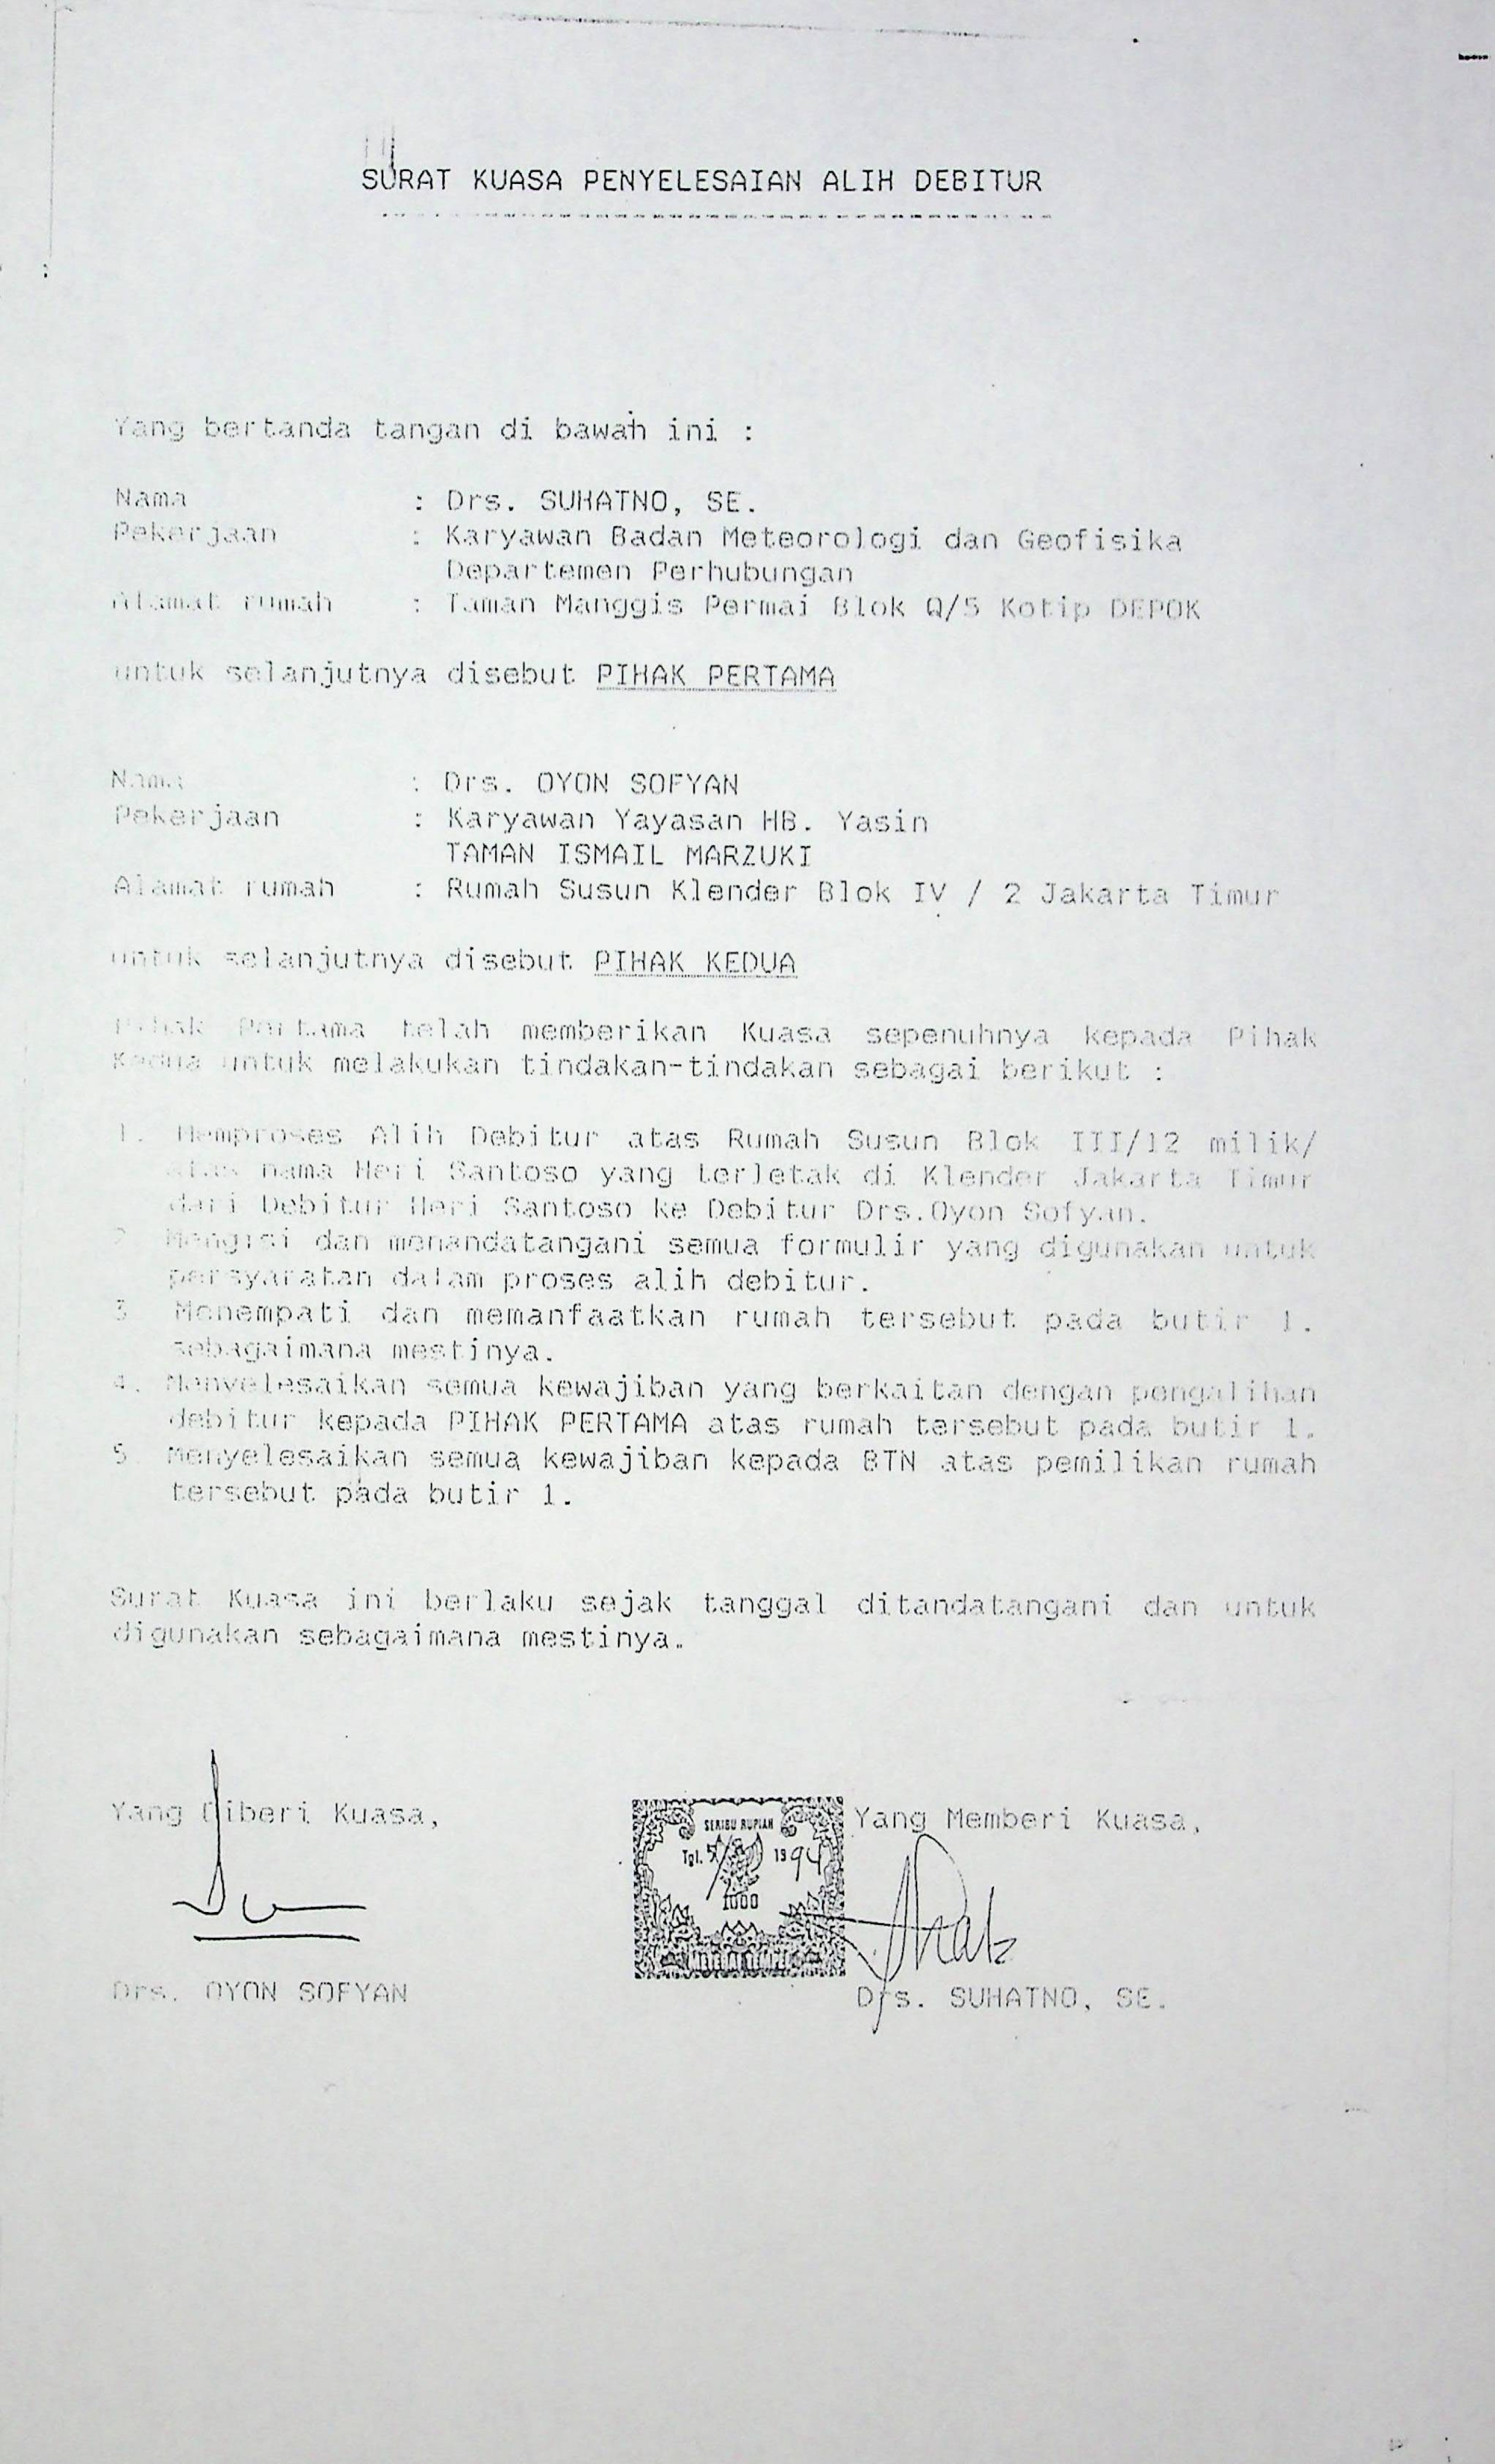 SURAT KUASA PENYELESAIAN ALIH DEBITUR
Yang bertanda tangan di bawah ini :
Nama : Drs. SUHATNO, SE.
Pekerjaan : Karyawan Badan Meteorologi dan Geofisika
Departemen Perhubungan
Alamat rumah : Taman Manggis Permai Blok Q/5 Kotip DEPOK
untuk selanjutnya disebut PIHAK PERTAMA
Nama : Drs. OYON SOFYAN
Pekerjaan : Karyawan Yayasan HB. Yasin
TAMAN ISMAIL MARZUKI
Alamat rumah : Rumah Susun Klender Blok IV / 2 Jakarta Timur
untuk selanjutnya disebut PIHAK KEDUA
Pihak Pertama telah memberikan Kuasa sepenuhnya kepada Pihak
Kedua untuk melakukan tindakan-tindakan sebagai berikut :
1. Memproses Alih Debitur atas Rumah Susun Blok III/12 milik/
atas nama Heri Santoso yang terletak di Klender Jakarta Timur
dari Debitur Heri Santoso ke Debitur Drs.Oyon Sofyan.
2 Mengisi dan menandatangani semua formulir yang digunakan untuk
persyaratan dalam proses alih debitur.
3 Menempati dan memanfaatkan rumah tersebut pada butir 1.
sebagaimana mestinya.
4. Menyelesaikan semua kewajiban yang berkaitan dengan pengalihan
debitur kepada PIHAK PERTAMA atas rumah tersebut pada butir 1.
5. Menyelesaikan semua kewajiban kepada BTN atas pemilikan rumah
tersebut pada butir 1.
Surat Kuasa ini berlaku sejak tanggal ditandatangani dan untuk
digunakan sebagaimana mestinya.
Yang Diberi Kuasa, Yang Memberi Kuasa,
SERIBU RUPIAH
Tgl. 1994
1000
METERAI TEMPEL
Drs. OYON SOFYAN Drs. SUHATNO, SE.